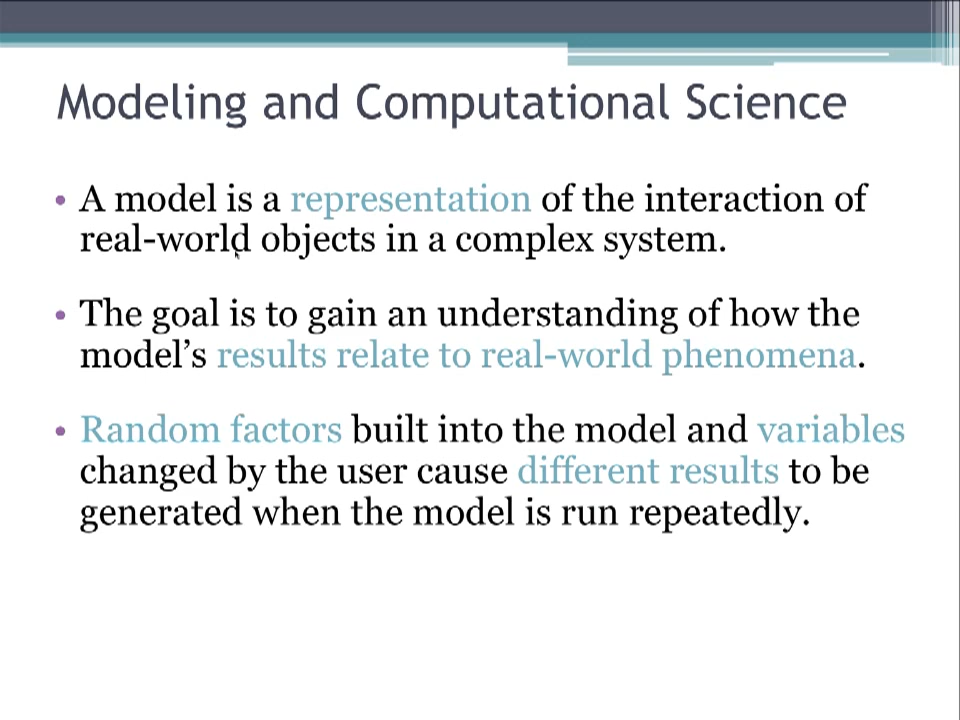 Modeling and Computational Science
• A model is a representation of the interaction of
real-world objects in a complex system.
• The goal is to gain an understanding of how the
model's results relate to real-world phenomena.
• Random factors built into the model and variables
changed by the user cause different results to be
generated when the model is run repeatedly.